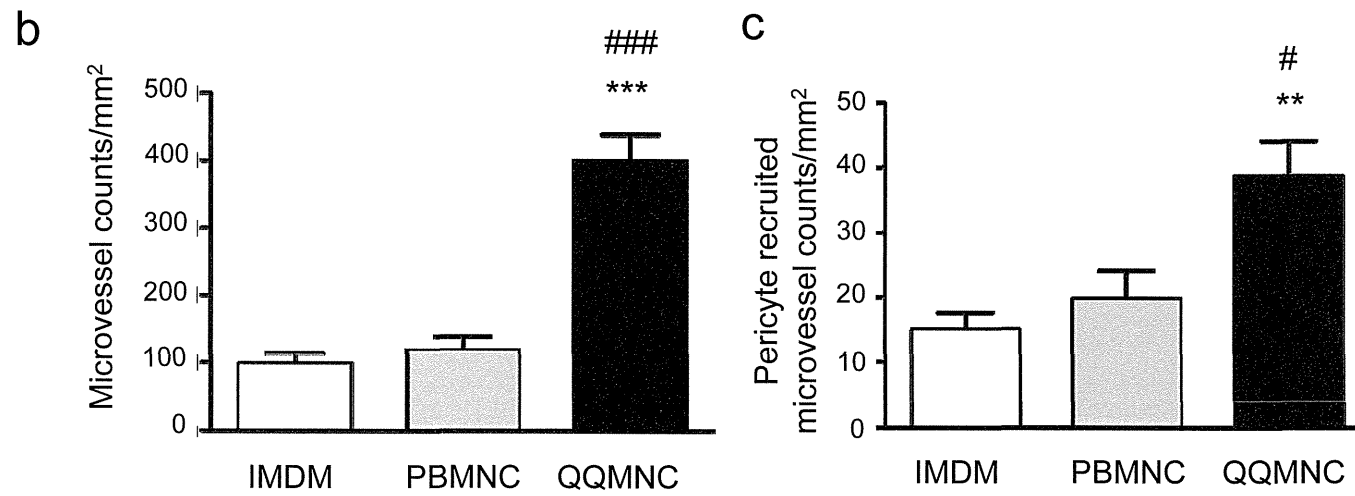 b
Microvessel counts/mm²
500
400
300
200
100
0
###
***
IMDM PBMNC QQMNC
c
Pericyte recruited
microvessel counts/mm²
50
40
30
20
10
0
#
**
IMDM PBMNC QQMNC